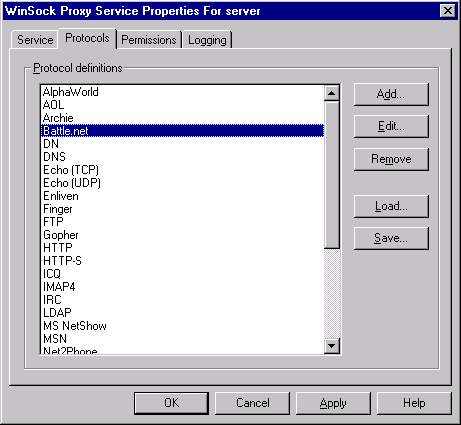 WinSock Proxy Service Properties For server
Service Protocols Permissions Logging
Protocol definitions
AlphaWorld
AOL
Archie
Battle.net
DN
DNS
Echo (TCP)
Echo (UDP)
Enliven
Finger
FTP
Gopher
HTTP
HTTP-S
ICQ
IMAP4
IRC
LDAP
MS NetShow
MSN
Net2Phone
Add...
Edit...
Remove
Load...
Save...
OK Cancel Apply Help